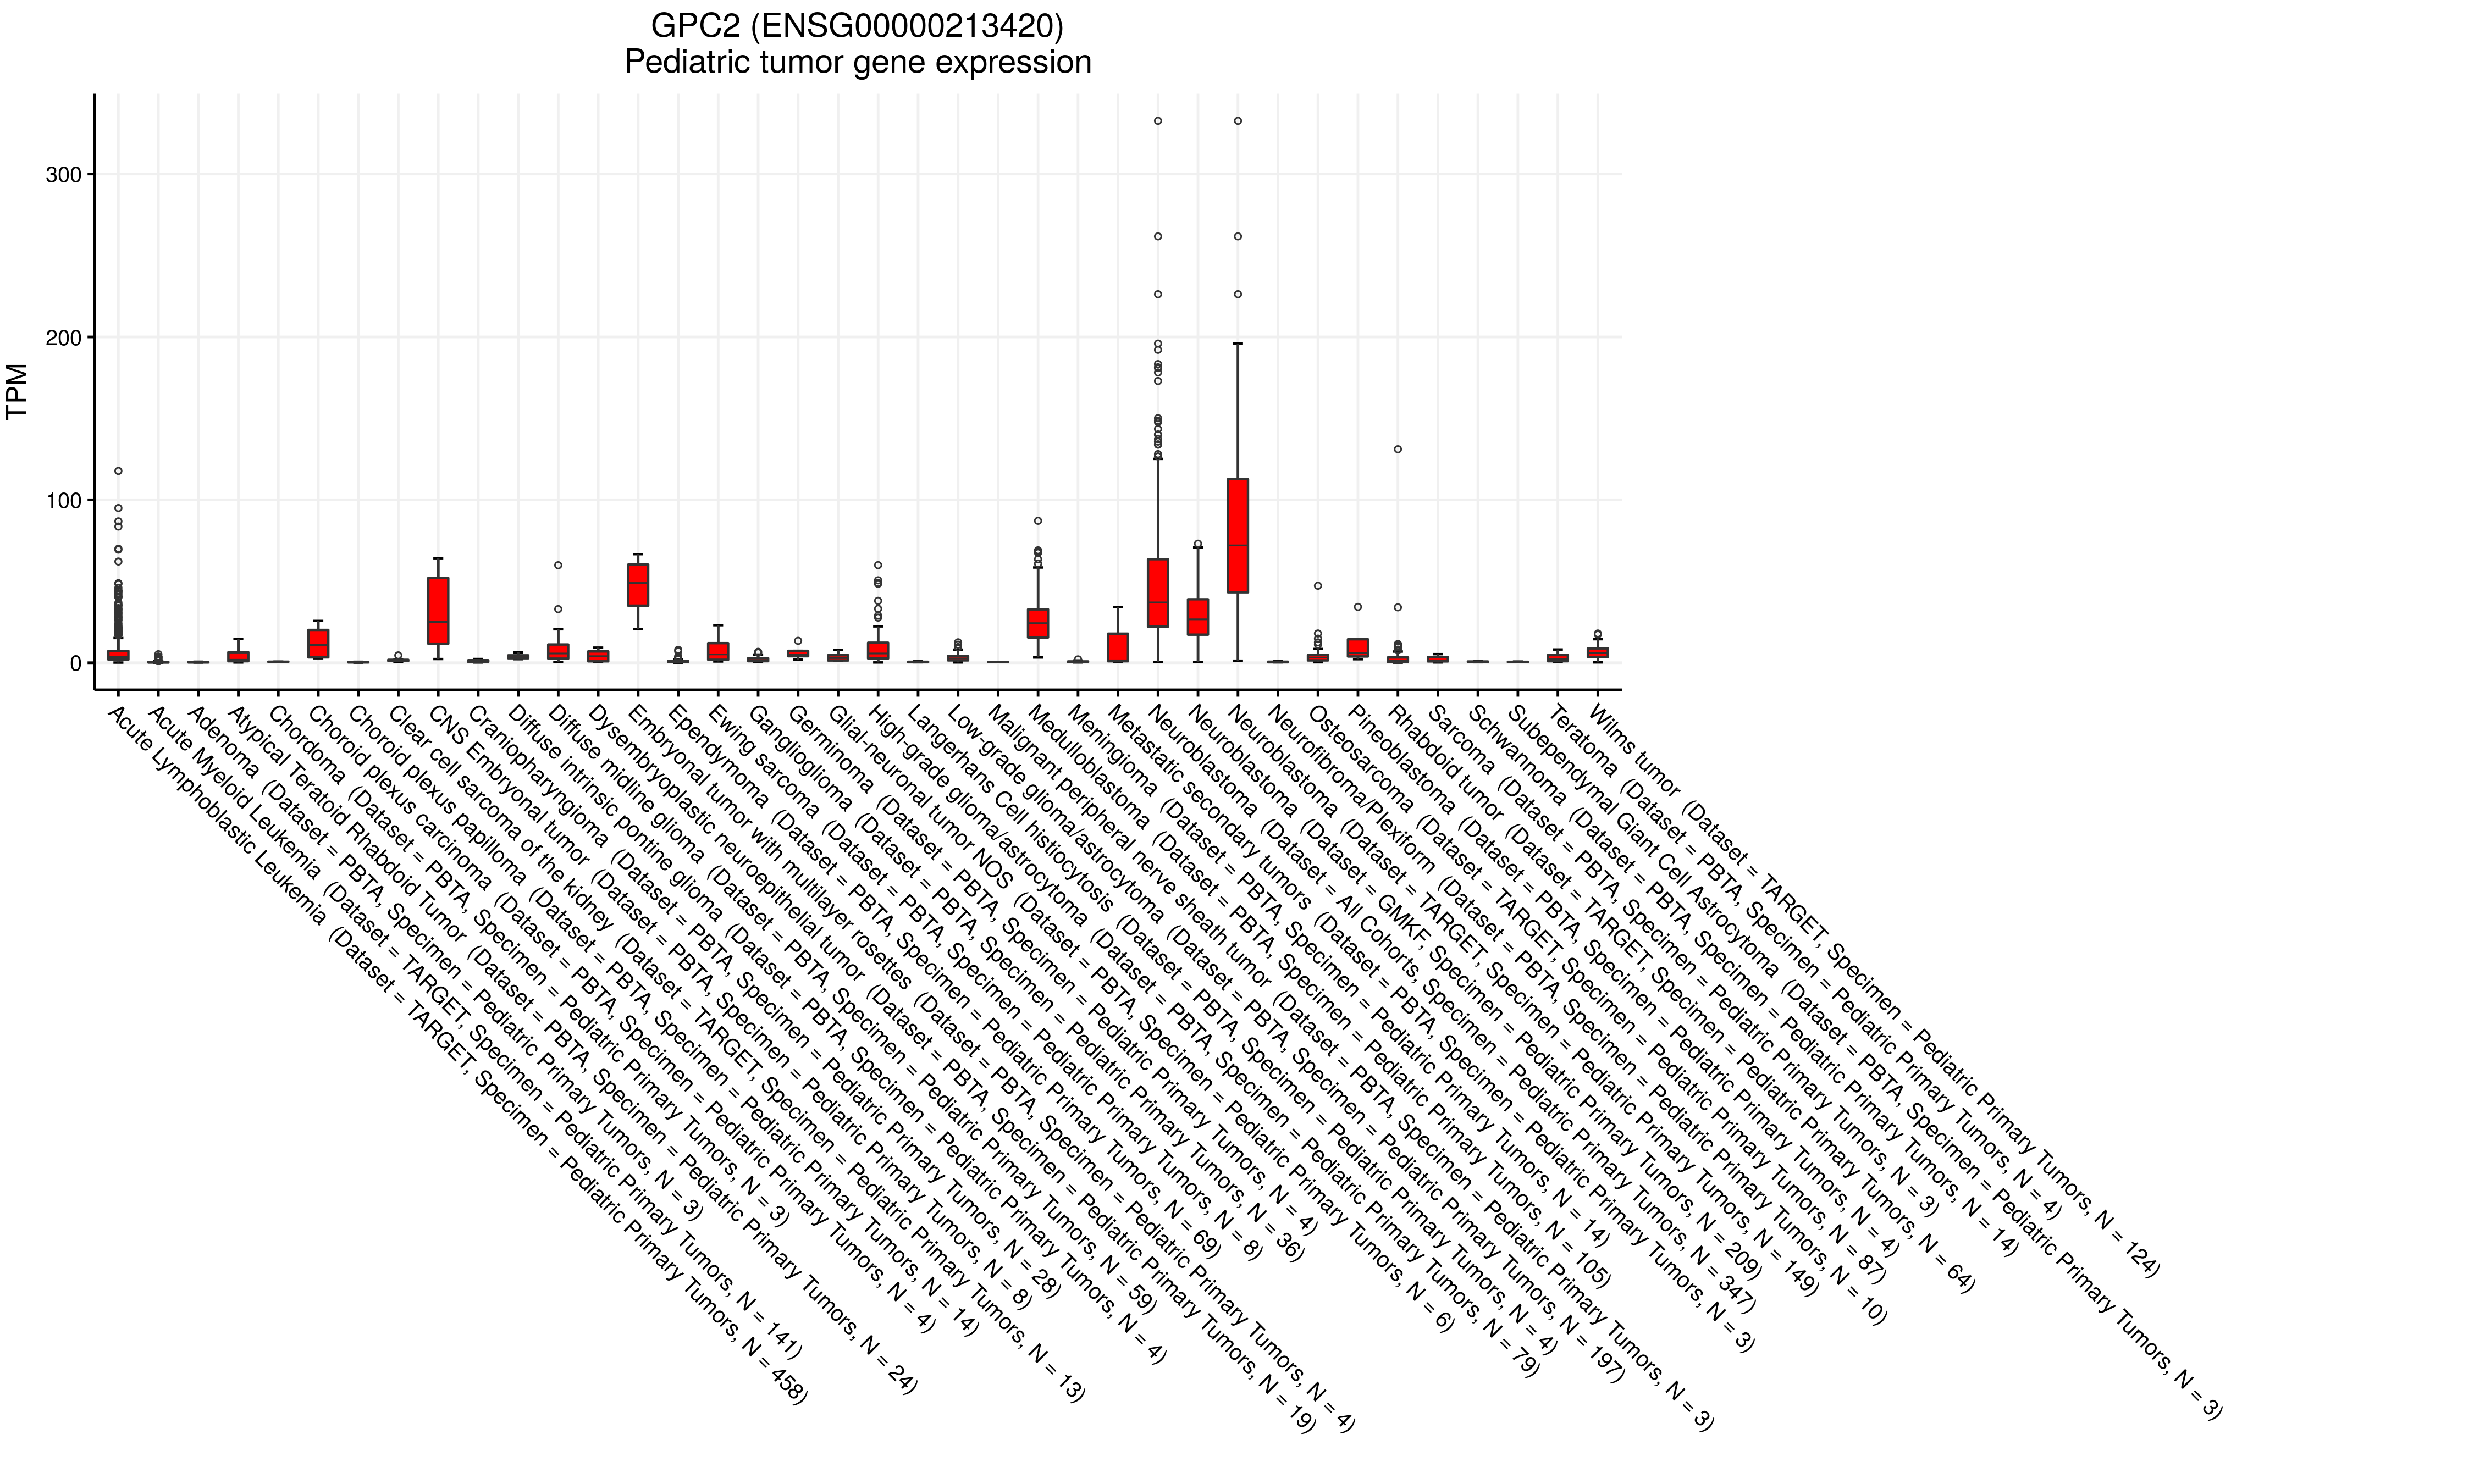 GPC2 (ENSG00000213420)
Pediatric tumor gene expression
TPM
300
200
100
0
Acute Lymphoblastic Leukemia (Dataset = TARGET, Specimen = Pediatric Primary Tumors, N = 458)
Acute Myeloid Leukemia (Dataset = TARGET, Specimen = Pediatric Primary Tumors, N = 141)
Adenoma (Dataset = PBTA, Specimen = Pediatric Primary Tumors, N = 3)
Atypical Teratoid Rhabdoid Tumor (Dataset = PBTA, Specimen = Pediatric Primary Tumors, N = 24)
Chordoma (Dataset = PBTA, Specimen = Pediatric Primary Tumors, N = 3)
Choroid plexus carcinoma (Dataset = PBTA, Specimen = Pediatric Primary Tumors, N = 4)
Choroid plexus papilloma (Dataset = PBTA, Specimen = Pediatric Primary Tumors, N = 14)
Clear cell sarcoma of the kidney (Dataset = TARGET, Specimen = Pediatric Primary Tumors, N = 13)
CNS Embryonal tumor (Dataset = PBTA, Specimen = Pediatric Primary Tumors, N = 8)
Craniopharyngioma (Dataset = PBTA, Specimen = Pediatric Primary Tumors, N = 28)
Diffuse intrinsic pontine glioma (Dataset = PBTA, Specimen = Pediatric Primary Tumors, N = 4)
Diffuse midline glioma (Dataset = PBTA, Specimen = Pediatric Primary Tumors, N = 59)
Dysembryoplastic neuroepithelial tumor (Dataset = PBTA, Specimen = Pediatric Primary Tumors, N = 19)
Embryonal tumor with multilayer rosettes (Dataset = PBTA, Specimen = Pediatric Primary Tumors, N = 4)
Ependymoma (Dataset = PBTA, Specimen = Pediatric Primary Tumors, N = 69)
Ewing sarcoma (Dataset = PBTA, Specimen = Pediatric Primary Tumors, N = 8)
Ganglioglioma (Dataset = PBTA, Specimen = Pediatric Primary Tumors, N = 36)
Germinoma (Dataset = PBTA, Specimen = Pediatric Primary Tumors, N = 4)
Glial-neuronal tumor NOS (Dataset = PBTA, Specimen = Pediatric Primary Tumors, N = 6)
High-grade glioma/astrocytoma (Dataset = PBTA, Specimen = Pediatric Primary Tumors, N = 79)
Langerhans Cell histiocytosis (Dataset = PBTA, Specimen = Pediatric Primary Tumors, N = 4)
Low-grade glioma/astrocytoma (Dataset = PBTA, Specimen = Pediatric Primary Tumors, N = 197)
Malignant peripheral nerve sheath tumor (Dataset = PBTA, Specimen = Pediatric Primary Tumors, N = 3)
Medulloblastoma (Dataset = PBTA, Specimen = Pediatric Primary Tumors, N = 105)
Meningioma (Dataset = PBTA, Specimen = Pediatric Primary Tumors, N = 14)
Metastatic secondary tumors (Dataset = PBTA, Specimen = Pediatric Primary Tumors, N = 3)
Neuroblastoma (Dataset = All Cohorts, Specimen = Pediatric Primary Tumors, N = 347)
Neuroblastoma (Dataset = GMKF, Specimen = Pediatric Primary Tumors, N = 209)
Neuroblastoma (Dataset = TARGET, Specimen = Pediatric Primary Tumors, N = 149)
Neurofibroma/Plexiform (Dataset = PBTA, Specimen = Pediatric Primary Tumors, N = 10)
Osteosarcoma (Dataset = TARGET, Specimen = Pediatric Primary Tumors, N = 87)
Pineoblastoma (Dataset = PBTA, Specimen = Pediatric Primary Tumors, N = 4)
Rhabdoid tumor (Dataset = TARGET, Specimen = Pediatric Primary Tumors, N = 64)
Sarcoma (Dataset = PBTA, Specimen = Pediatric Primary Tumors, N = 3)
Schwannoma (Dataset = PBTA, Specimen = Pediatric Primary Tumors, N = 14)
Subependymal Giant Cell Astrocytoma (Dataset = PBTA, Specimen = Pediatric Primary Tumors, N = 3)
Teratoma (Dataset = PBTA, Specimen = Pediatric Primary Tumors, N = 4)
Wilms tumor (Dataset = TARGET, Specimen = Pediatric Primary Tumors, N = 124)